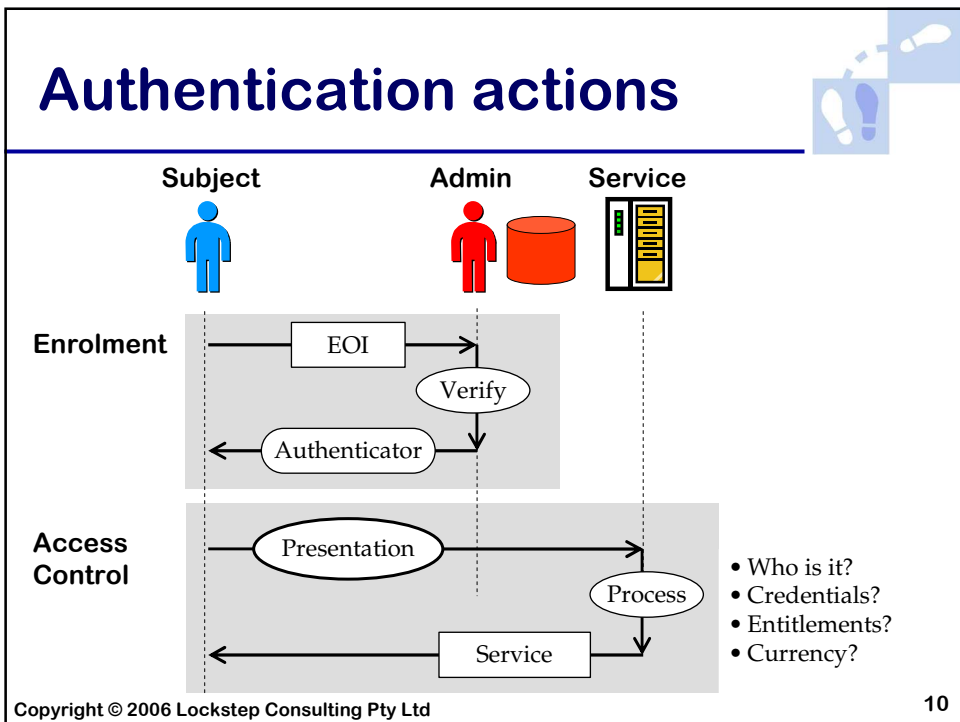 Authentication actions
Subject
Admin
Service
Enrolment
EOI
Verify
Authenticator
Access
Control
Presentation
Process
Service
• Who is it?
• Credentials?
• Entitlements?
• Currency?
Copyright © 2006 Lockstep Consulting Pty Ltd
10